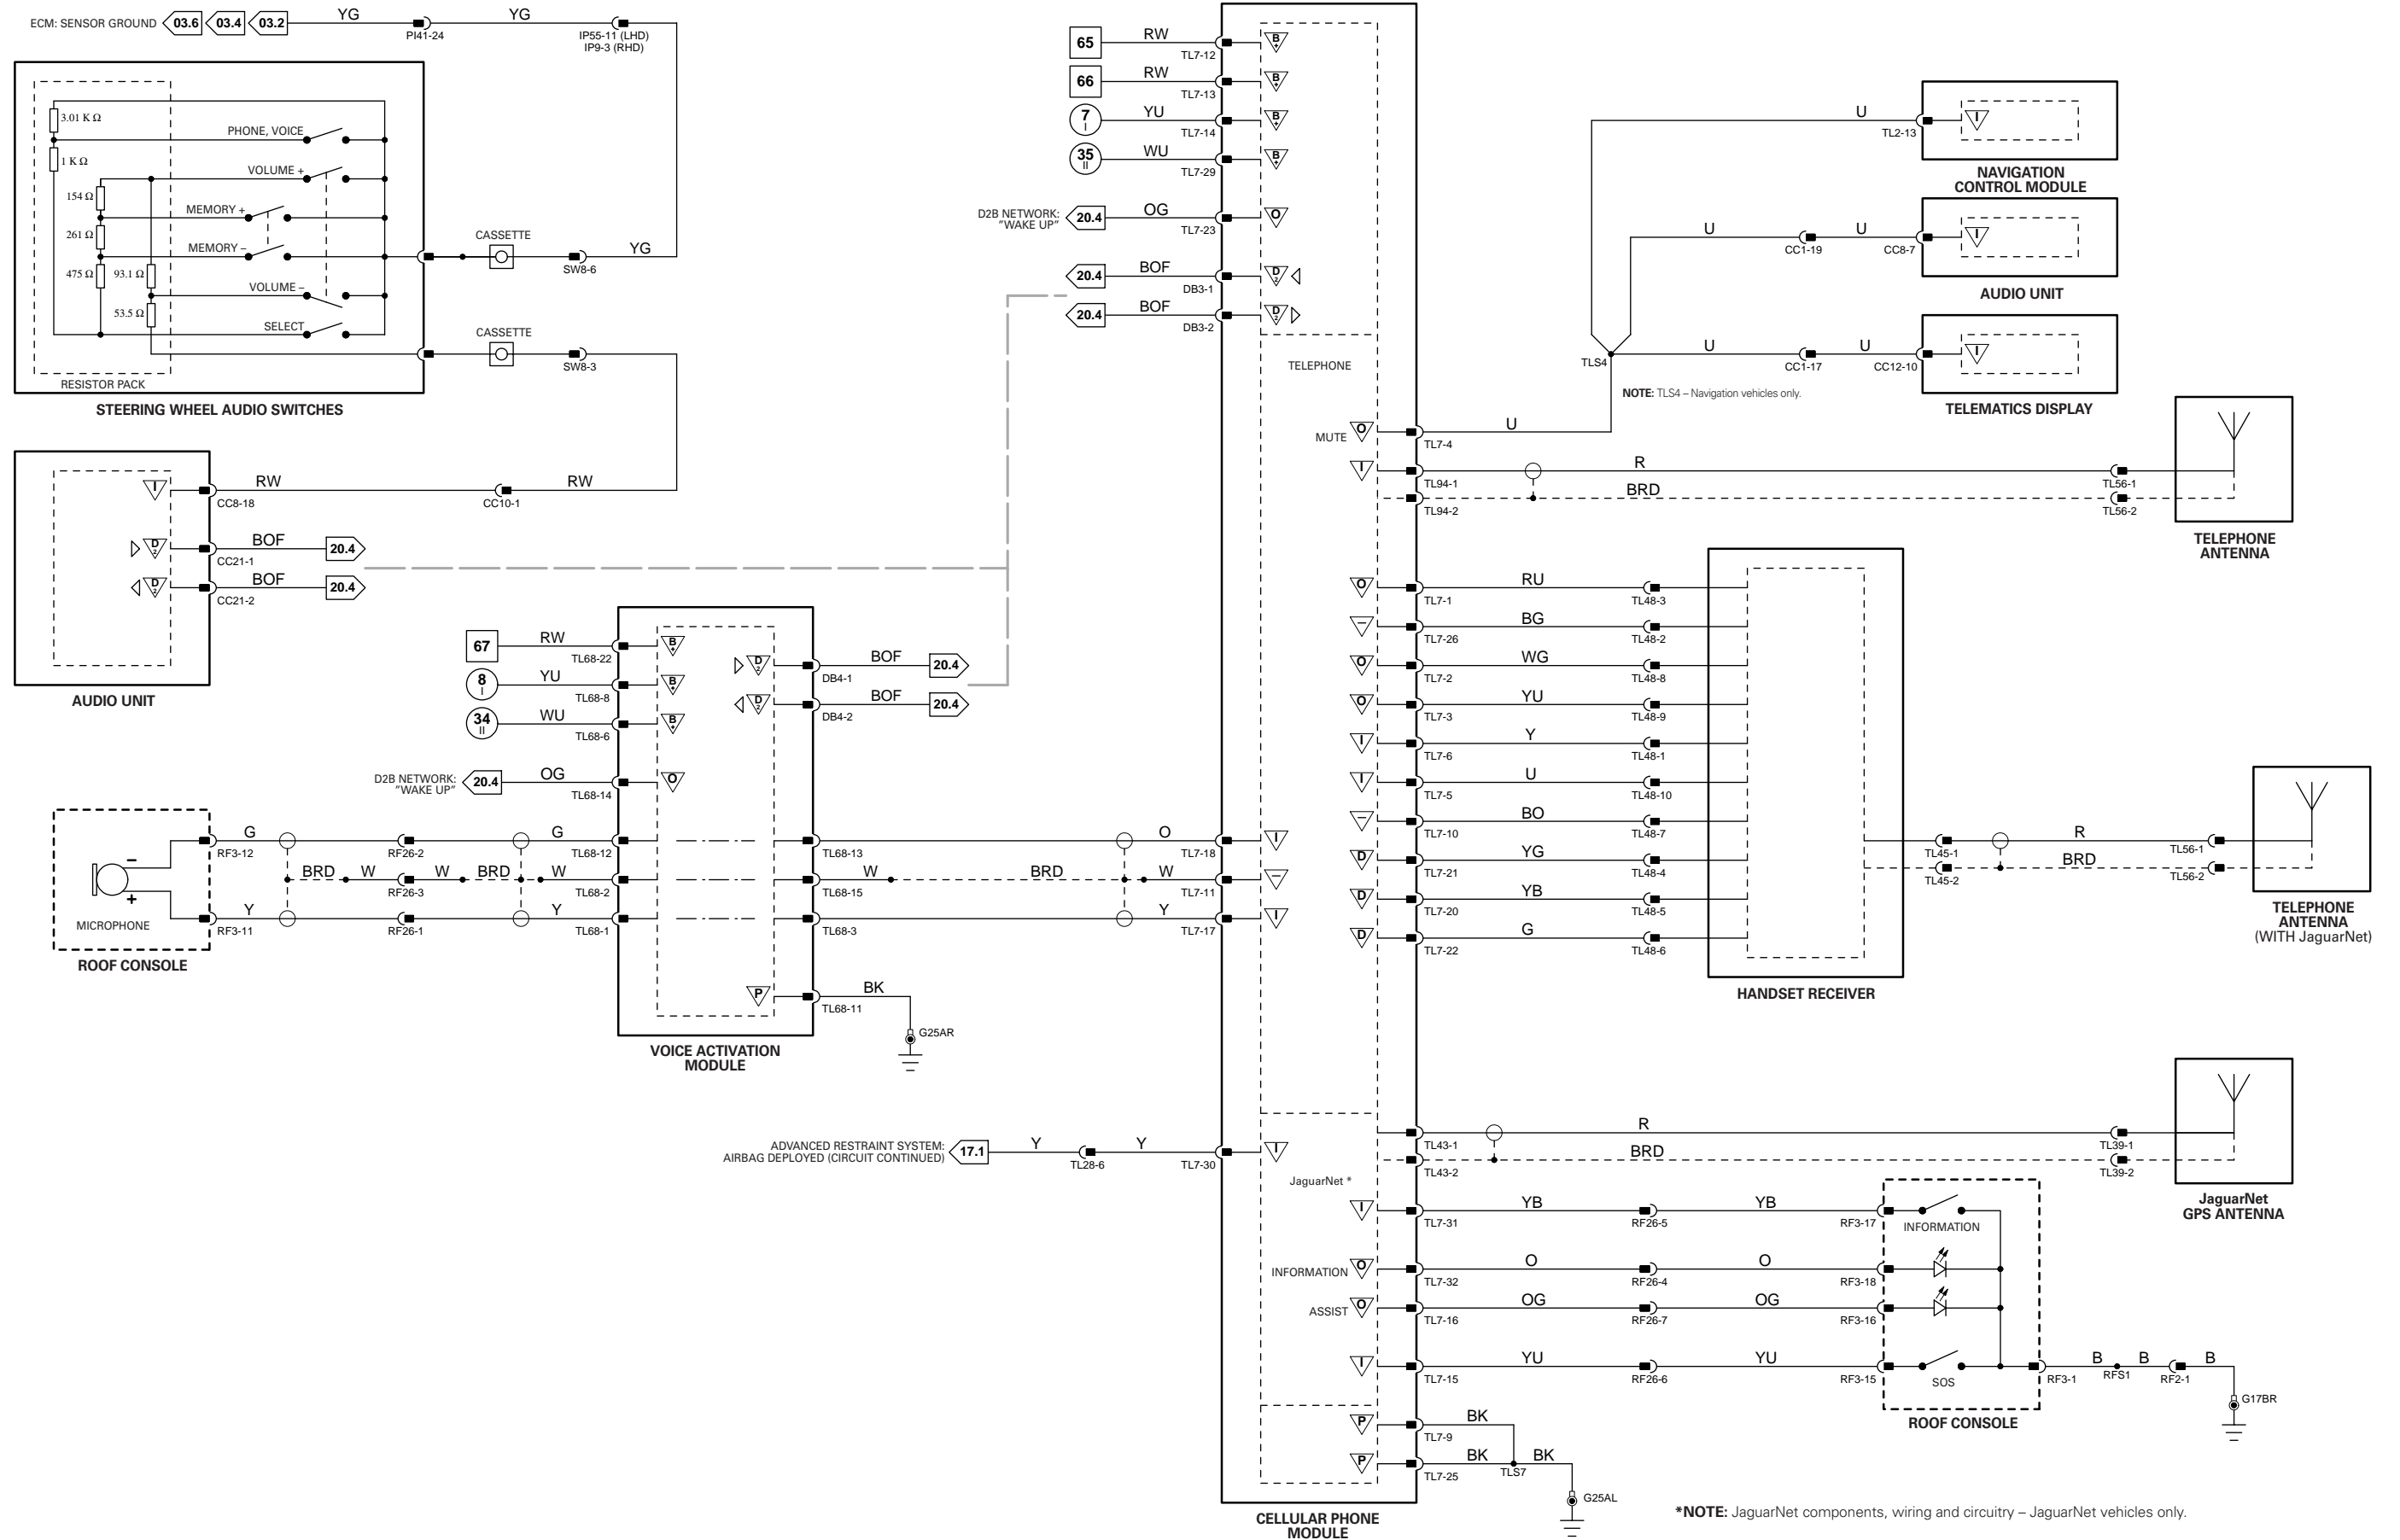 ECM: SENSOR GROUND 03.6 03.4 03.2 YG YG
PI41-24
IP55-11 (LHD)
IP9-3 (RHD)
3.01 K Ω
1 K Ω
154 Ω
261 Ω
475 Ω
93.1 Ω
53.5 Ω
PHONE, VOICE
VOLUME +
MEMORY +
MEMORY –
VOLUME –
SELECT
RESISTOR PACK
CASSETTE
SW8-6
YG
CASSETTE
SW8-3
STEERING WHEEL AUDIO SWITCHES
I
RW RW
CC8-18 CC10-1
D2 BOF 20.4
CC21-1
D2 BOF 20.4
CC21-2
AUDIO UNIT
67 RW B+
TL68-22
8 I YU B+
TL68-8
34 II WU B+
TL68-6
D2B NETWORK:
"WAKE UP"
20.4 OG O
TL68-14
D2 BOF 20.4
DB4-1
D2 BOF 20.4
DB4-2
G G
RF3-12 RF26-2 TL68-12
BRD W W BRD W
RF26-3 TL68-2
Y Y
RF3-11 RF26-1 TL68-1
–
+
MICROPHONE
ROOF CONSOLE
O I
TL68-13 TL7-18
W BRD W –
TL68-15 TL7-11
Y I
TL68-3 TL7-17
P BK
TL68-11
G25AR
VOICE ACTIVATION
MODULE
ADVANCED RESTRAINT SYSTEM:
AIRBAG DEPLOYED (CIRCUIT CONTINUED)
17.1 Y Y I
TL28-6 TL7-30
65 RW B+
TL7-12
66 RW B+
TL7-13
7 I YU B+
TL7-14
35 II WU B+
TL7-29
D2B NETWORK:
"WAKE UP"
20.4 OG O
TL7-23
20.4 BOF D2
DB3-1
20.4 BOF D2
DB3-2
TELEPHONE
MUTE O U
TL7-4
TLS4
U I
TL2-13
NAVIGATION
CONTROL MODULE
U U I
CC1-19 CC8-7
AUDIO UNIT
U U I
CC1-17 CC12-10
TELEMATICS DISPLAY
NOTE: TLS4 – Navigation vehicles only.
I R
TL94-1 TL56-1
BRD
TL94-2 TL56-2
TELEPHONE
ANTENNA
O RU
TL7-1 TL48-3
– BG
TL7-26 TL48-2
O WG
TL7-2 TL48-8
O YU
TL7-3 TL48-9
I Y
TL7-6 TL48-1
I U
TL7-5 TL48-10
– BO
TL7-10 TL48-7
D YG
TL7-21 TL48-4
D YB
TL7-20 TL48-5
D G
TL7-22 TL48-6
HANDSET RECEIVER
R
TL45-1 TL56-1
BRD
TL45-2 TL56-2
TELEPHONE
ANTENNA
(WITH JaguarNet)
JaguarNet *
R
TL43-1 TL39-1
BRD
TL43-2 TL39-2
JaguarNet
GPS ANTENNA
I YB YB
TL7-31 RF26-5 RF3-17
INFORMATION
INFORMATION O O O
TL7-32 RF26-4 RF3-18
ASSIST O OG OG
TL7-16 RF26-7 RF3-16
I YU YU
TL7-15 RF26-6 RF3-15
SOS
B B B
RF3-1 RFS1 RF2-1
G17BR
ROOF CONSOLE
P BK
TL7-9
P BK BK
TL7-25 TLS7
G25AL
CELLULAR PHONE
MODULE
*NOTE: JaguarNet components, wiring and circuitry – JaguarNet vehicles only.